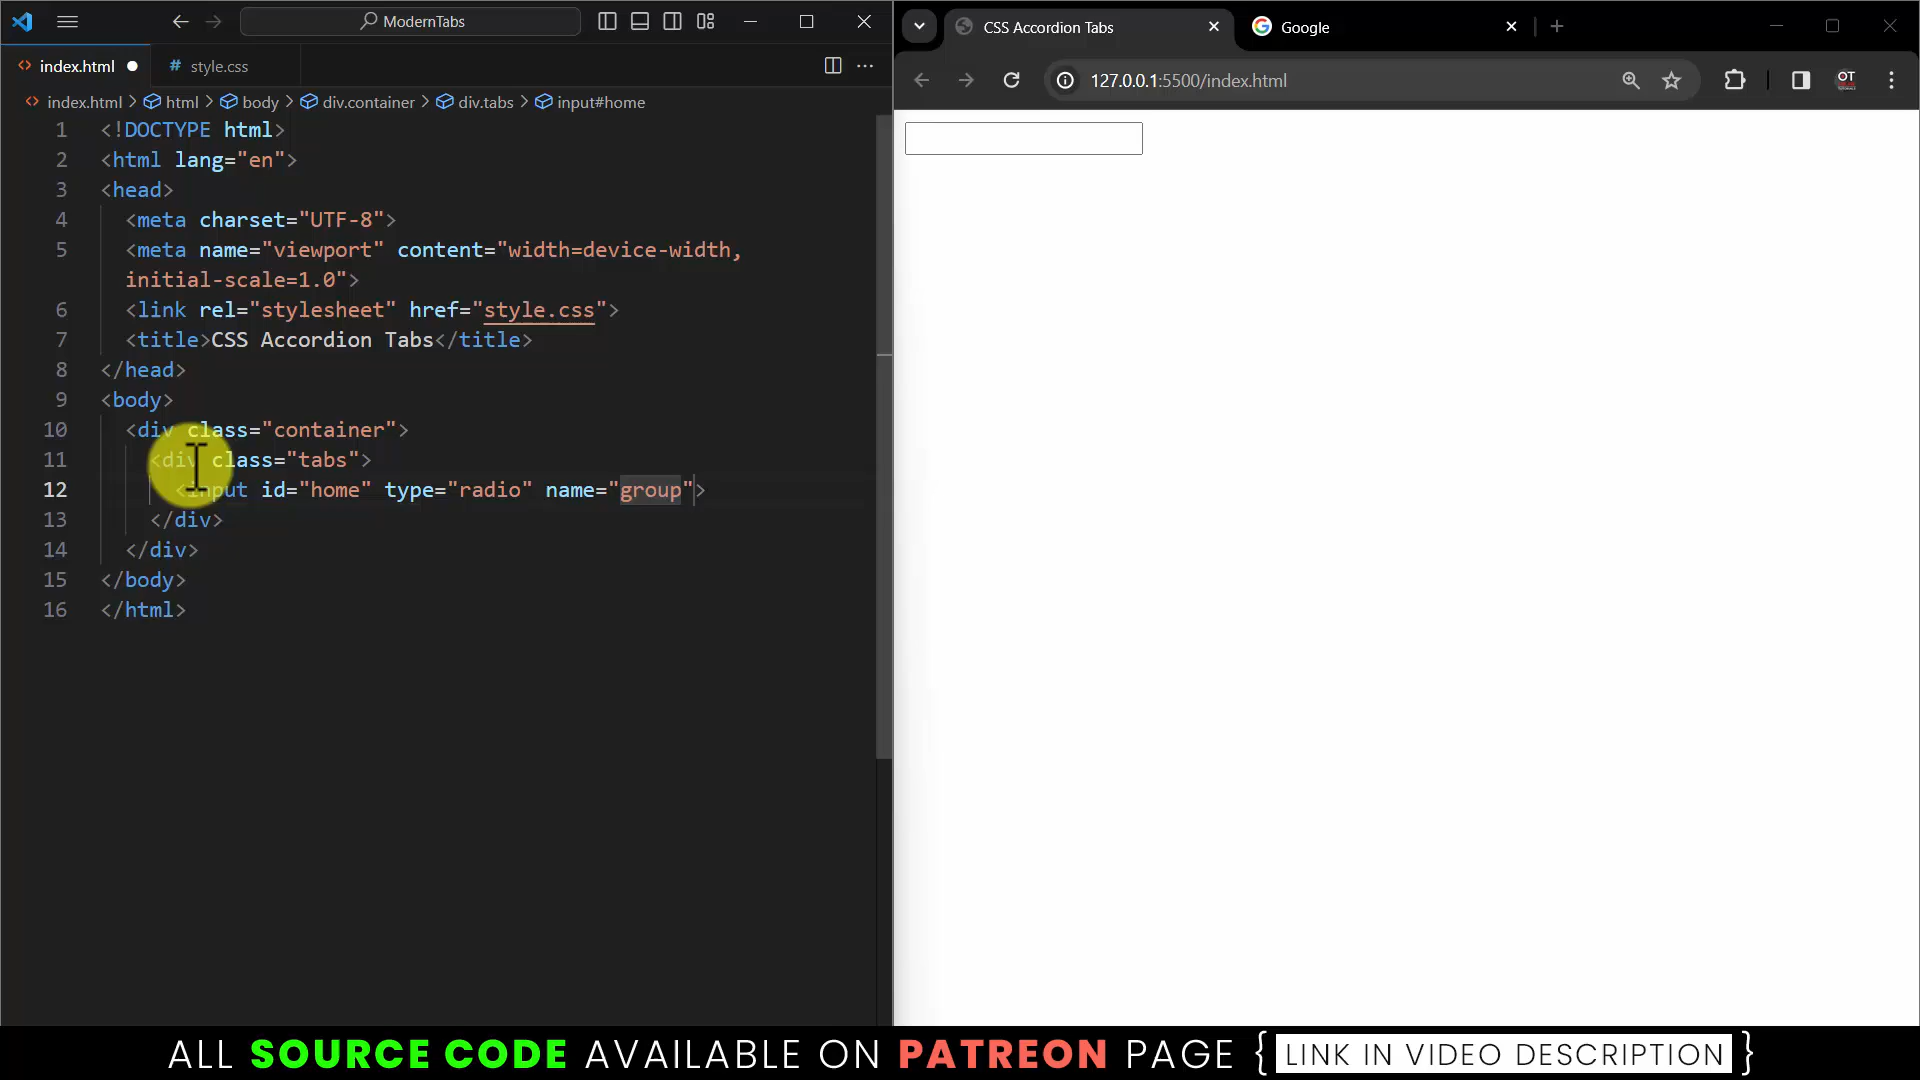 ModernTabs
index.html
# style.css
index.html > html > body > div.container > div.tabs > input#home
1 <!DOCTYPE html>
2 <html lang="en">
3 <head>
4 <meta charset="UTF-8">
5 <meta name="viewport" content="width=device-width,
initial-scale=1.0">
6 <link rel="stylesheet" href="style.css">
7 <title>CSS Accordion Tabs</title>
8 </head>
9 <body>
10 <div class="container">
11 <div class="tabs">
12 <input id="home" type="radio" name="group">
13 </div>
14 </div>
15 </body>
16 </html>
CSS Accordion Tabs
Google
127.0.0.1:5500/index.html
OT
ALL SOURCE CODE AVAILABLE ON PATREON PAGE { LINK IN VIDEO DESCRIPTION }